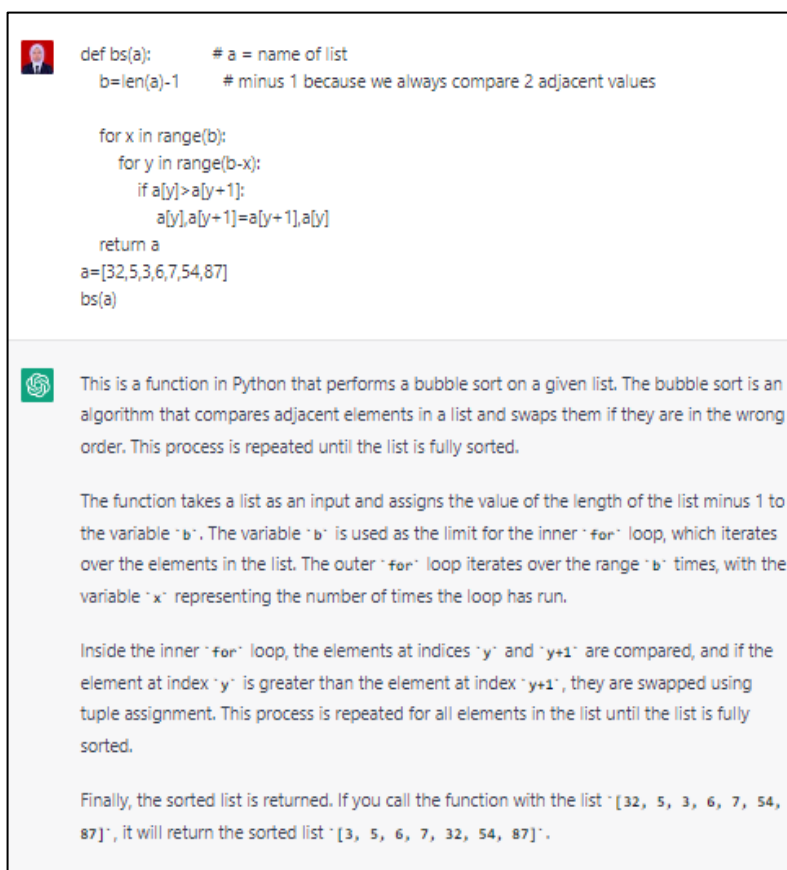 def bs(a):        # a = name of list
    b=len(a)-1      # minus 1 because we always compare 2 adjacent values
    for x in range(b):
        for y in range(b-x):
            if a[y]>a[y+1]:
                a[y],a[y+1]=a[y+1],a[y]
    return a
a=[32,5,3,6,7,54,87]
bs(a)
This is a function in Python that performs a bubble sort on a given list. The bubble sort is an
algorithm that compares adjacent elements in a list and swaps them if they are in the wrong
order. This process is repeated until the list is fully sorted.
The function takes a list as an input and assigns the value of the length of the list minus 1 to
the variable `b`. The variable `b` is used as the limit for the inner `for` loop, which iterates
over the elements in the list. The outer `for` loop iterates over the range `b` times, with the
variable `x` representing the number of times the loop has run.
Inside the inner `for` loop, the elements at indices `y` and `y+1` are compared, and if the
element at index `y` is greater than the element at index `y+1`, they are swapped using
tuple assignment. This process is repeated for all elements in the list until the list is fully
sorted.
Finally, the sorted list is returned. If you call the function with the list `[32, 5, 3, 6, 7, 54,
87]`, it will return the sorted list `[3, 5, 6, 7, 32, 54, 87]`.